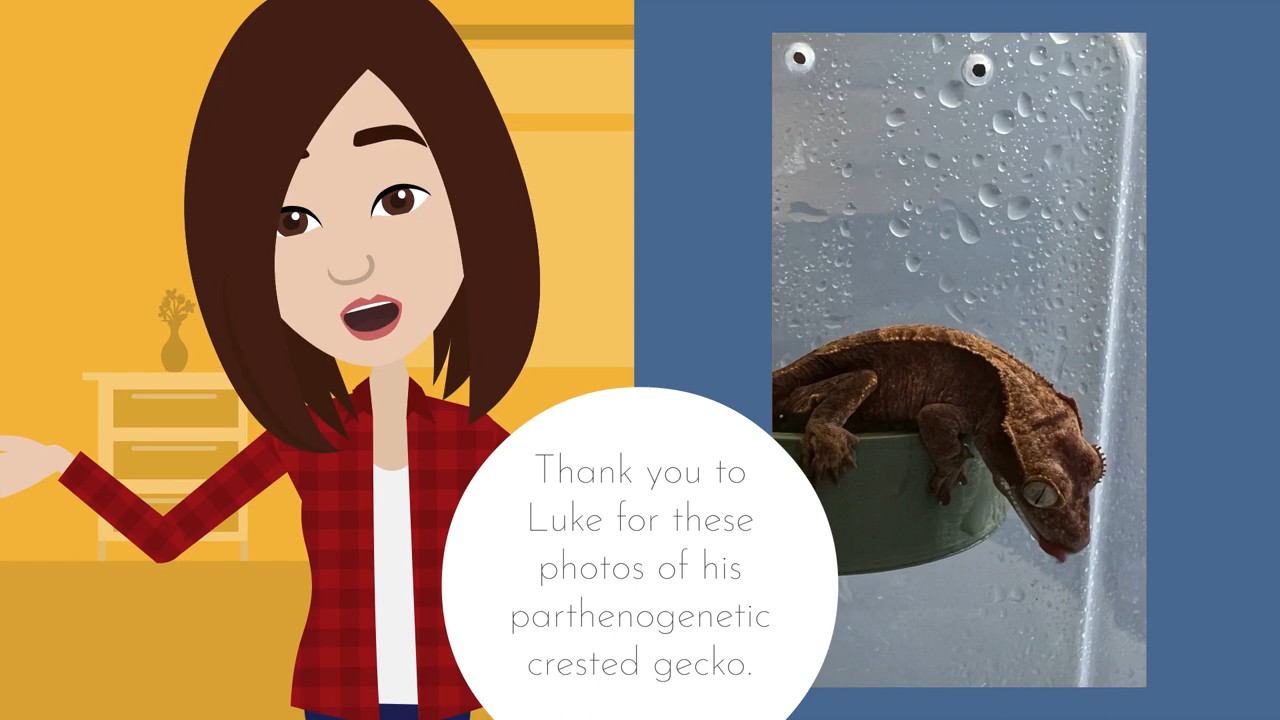 Thank you to
Luke for these
photos of his
parthenogenetic
crested gecko.